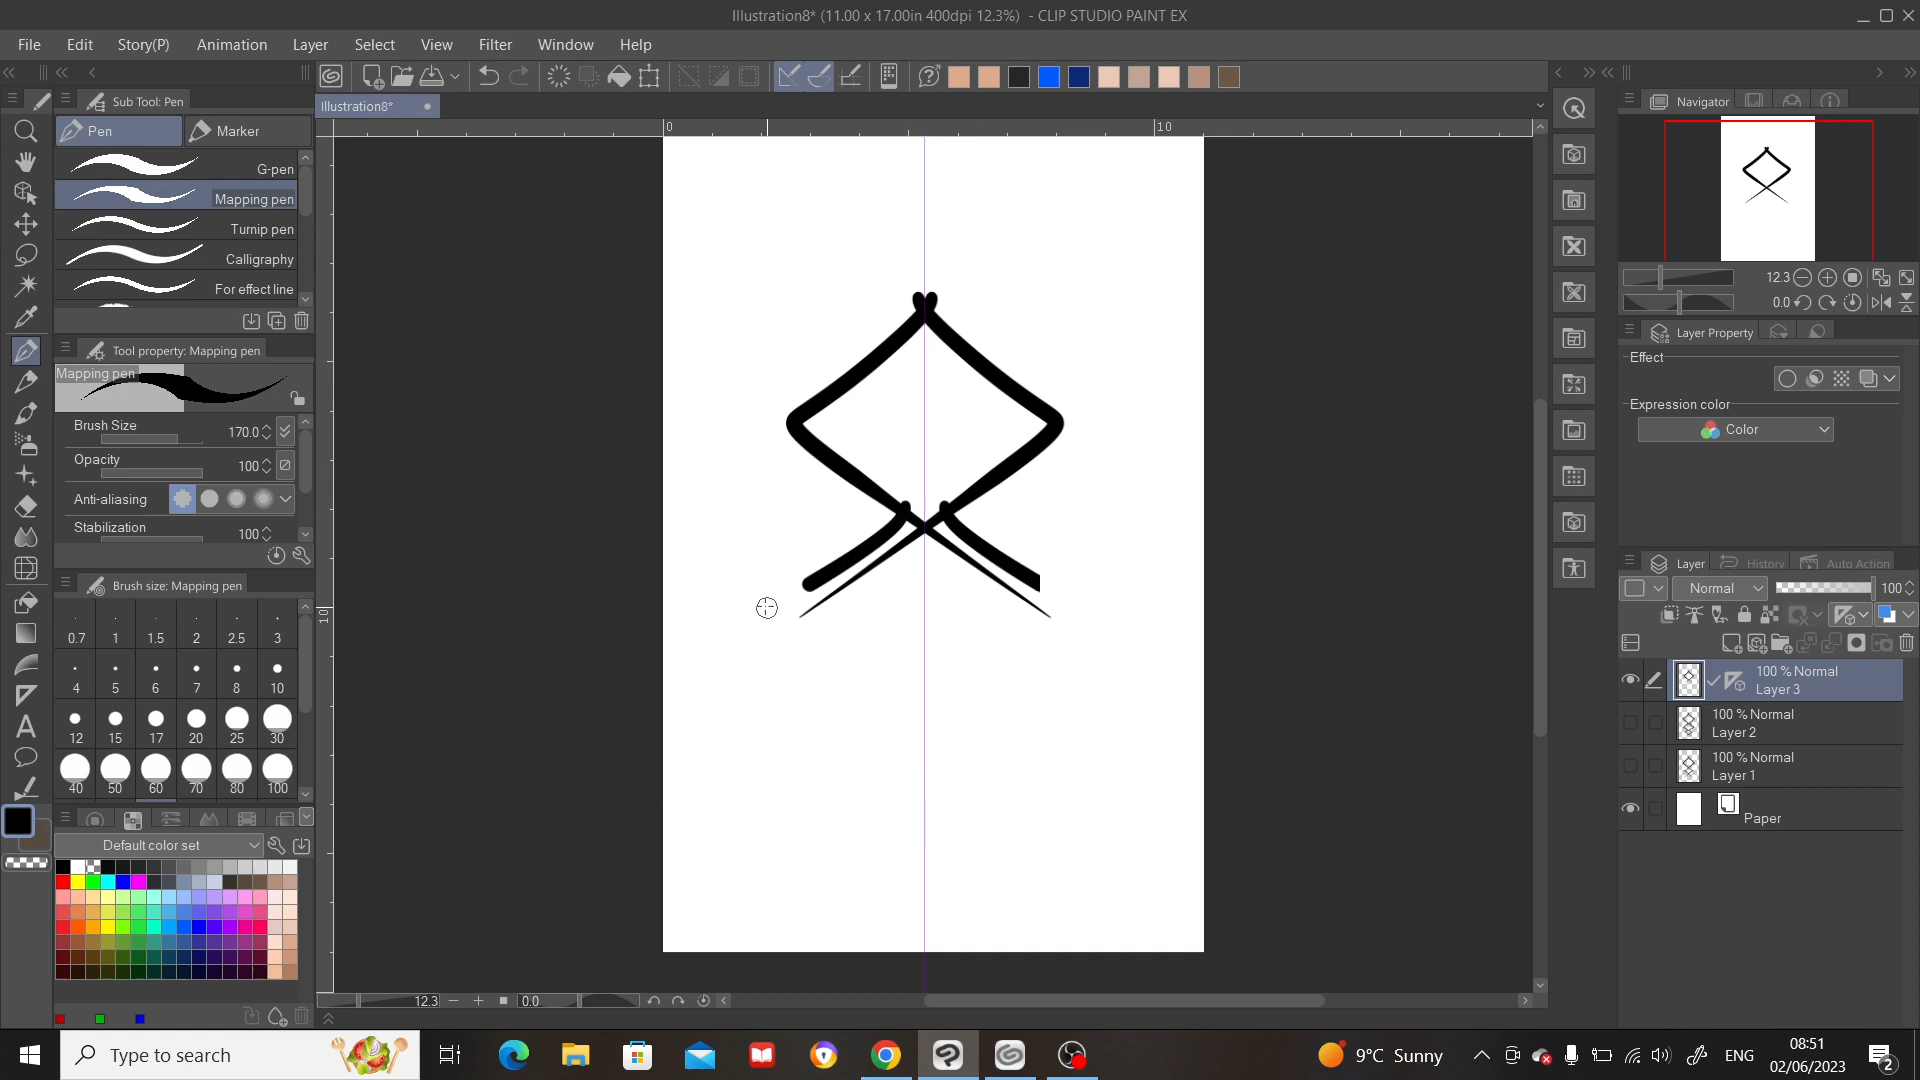 Illustration8* (11.00 x 17.00in 400dpi 12.3%) - CLIP STUDIO PAINT EX
File Edit Story(P) Animation Layer Select View Filter Window Help
Sub Tool: Pen
Illustration8*
Navigator
Pen
Marker
0
10
G-pen
Mapping pen
Turnip pen
Calligraphy
For effect line
12.3
0.0
Tool property: Mapping pen
Layer Property
Mapping pen
Effect
Expression color
Color
Brush Size
170.0
Opacity
100
Anti-aliasing
Stabilization
100
Layer
History
Auto Action
Normal
100
Brush size: Mapping pen
10
0.7 1 1.5 2 2.5 3
4 5 6 7 8 10
12 15 17 20 25 30
40 50 60 70 80 100
100 % Normal
Layer 3
100 % Normal
Layer 2
100 % Normal
Layer 1
Paper
Default color set
12.3
0.0
Type to search
9°C Sunny
ENG
08:51
02/06/2023
2